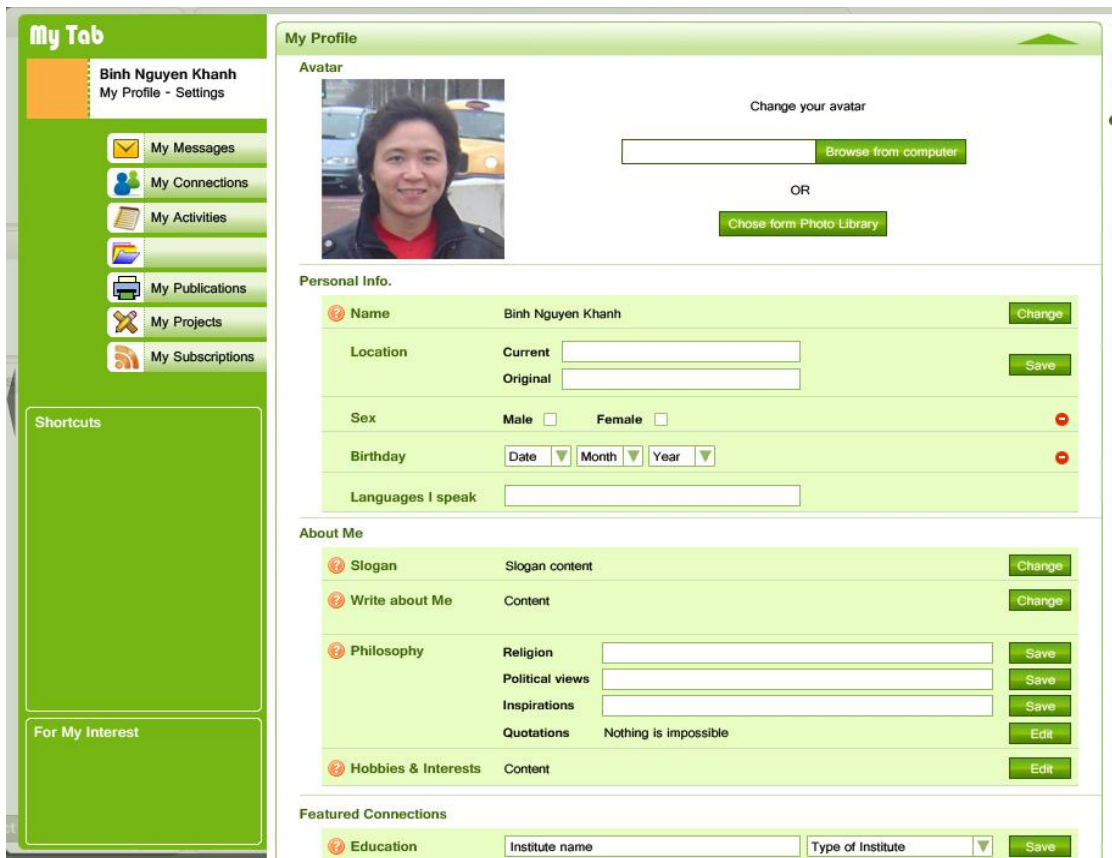 My Tab
Binh Nguyen Khanh
My Profile - Settings
My Messages
My Connections
My Activities
My Publications
My Projects
My Subscriptions
Shortcuts
For My Interest
My Profile
Avatar
Change your avatar
Browse from computer
OR
Chose form Photo Library
Personal Info.
Name Binh Nguyen Khanh Change
Location Current Save
Original
Sex Male Female
Birthday Date Month Year
Languages I speak
About Me
Slogan Slogan content Change
Write about Me Content Change
Philosophy Religion Save
Political views Save
Inspirations Save
Quotations Nothing is impossible Edit
Hobbies & Interests Content Edit
Featured Connections
Education Institute name Type of Institute Save